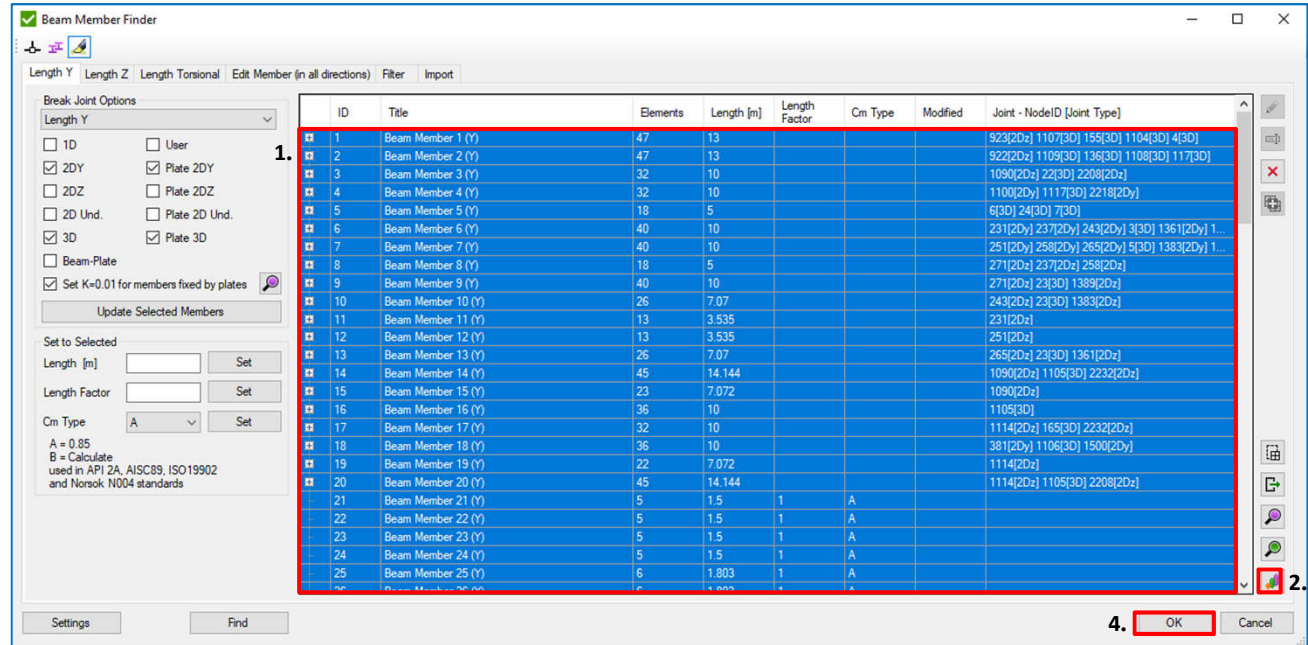 Beam Member Finder
Length Y Length Z Length Torsional Edit Member (in all directions) Filter Import
Break Joint Options
Length Y
1D User
2DY Plate 2DY
2DZ Plate 2DZ
2D Und. Plate 2D Und.
3D Plate 3D
Beam-Plate
Set K=0.01 for members fixed by plates
Update Selected Members
Set to Selected
Length [m] Set
Length Factor Set
Cm Type A Set
A = 0.85
B = Calculate
used in API 2A, AISC89, ISO19902
and Norsok N004 standards
1.
ID Title Elements Length [m] Length Factor Cm Type Modified Joint - NodeID [Joint Type]
1 Beam Member 1 (Y) 47 13 923[2Dz] 1107[3D] 155[3D] 1104[3D] 4[3D]
2 Beam Member 2 (Y) 47 13 922[2Dz] 1109[3D] 136[3D] 1108[3D] 117[3D]
3 Beam Member 3 (Y) 32 10 1090[2Dz] 22[3D] 2208[2Dz]
4 Beam Member 4 (Y) 32 10 1100[2Dy] 1117[3D] 2218[2Dy]
5 Beam Member 5 (Y) 18 5 6[3D] 24[3D] 7[3D]
6 Beam Member 6 (Y) 40 10 231[2Dy] 237[2Dy] 243[2Dy] 3[3D] 1361[2Dy] 1...
7 Beam Member 7 (Y) 40 10 251[2Dy] 258[2Dy] 265[2Dy] 5[3D] 1383[2Dy] 1...
8 Beam Member 8 (Y) 18 5 271[2Dz] 237[2Dz] 258[2Dz]
9 Beam Member 9 (Y) 40 10 271[2Dz] 23[3D] 1389[2Dz]
10 Beam Member 10 (Y) 26 7.07 243[2Dz] 23[3D] 1383[2Dz]
11 Beam Member 11 (Y) 13 3.535 231[2Dz]
12 Beam Member 12 (Y) 13 3.535 251[2Dz]
13 Beam Member 13 (Y) 26 7.07 265[2Dz] 23[3D] 1361[2Dz]
14 Beam Member 14 (Y) 45 14.144 1090[2Dz] 1105[3D] 2232[2Dz]
15 Beam Member 15 (Y) 23 7.072 1090[2Dz]
16 Beam Member 16 (Y) 36 10 1105[3D]
17 Beam Member 17 (Y) 32 10 1114[2Dz] 165[3D] 2232[2Dz]
18 Beam Member 18 (Y) 36 10 381[2Dy] 1106[3D] 1500[2Dy]
19 Beam Member 19 (Y) 22 7.072 1114[2Dz]
20 Beam Member 20 (Y) 45 14.144 1114[2Dz] 1105[3D] 2208[2Dz]
21 Beam Member 21 (Y) 5 1.5 1 A
22 Beam Member 22 (Y) 5 1.5 1 A
23 Beam Member 23 (Y) 5 1.5 1 A
24 Beam Member 24 (Y) 5 1.5 1 A
25 Beam Member 25 (Y) 6 1.803 1 A
2.
Settings Find 4. OK Cancel